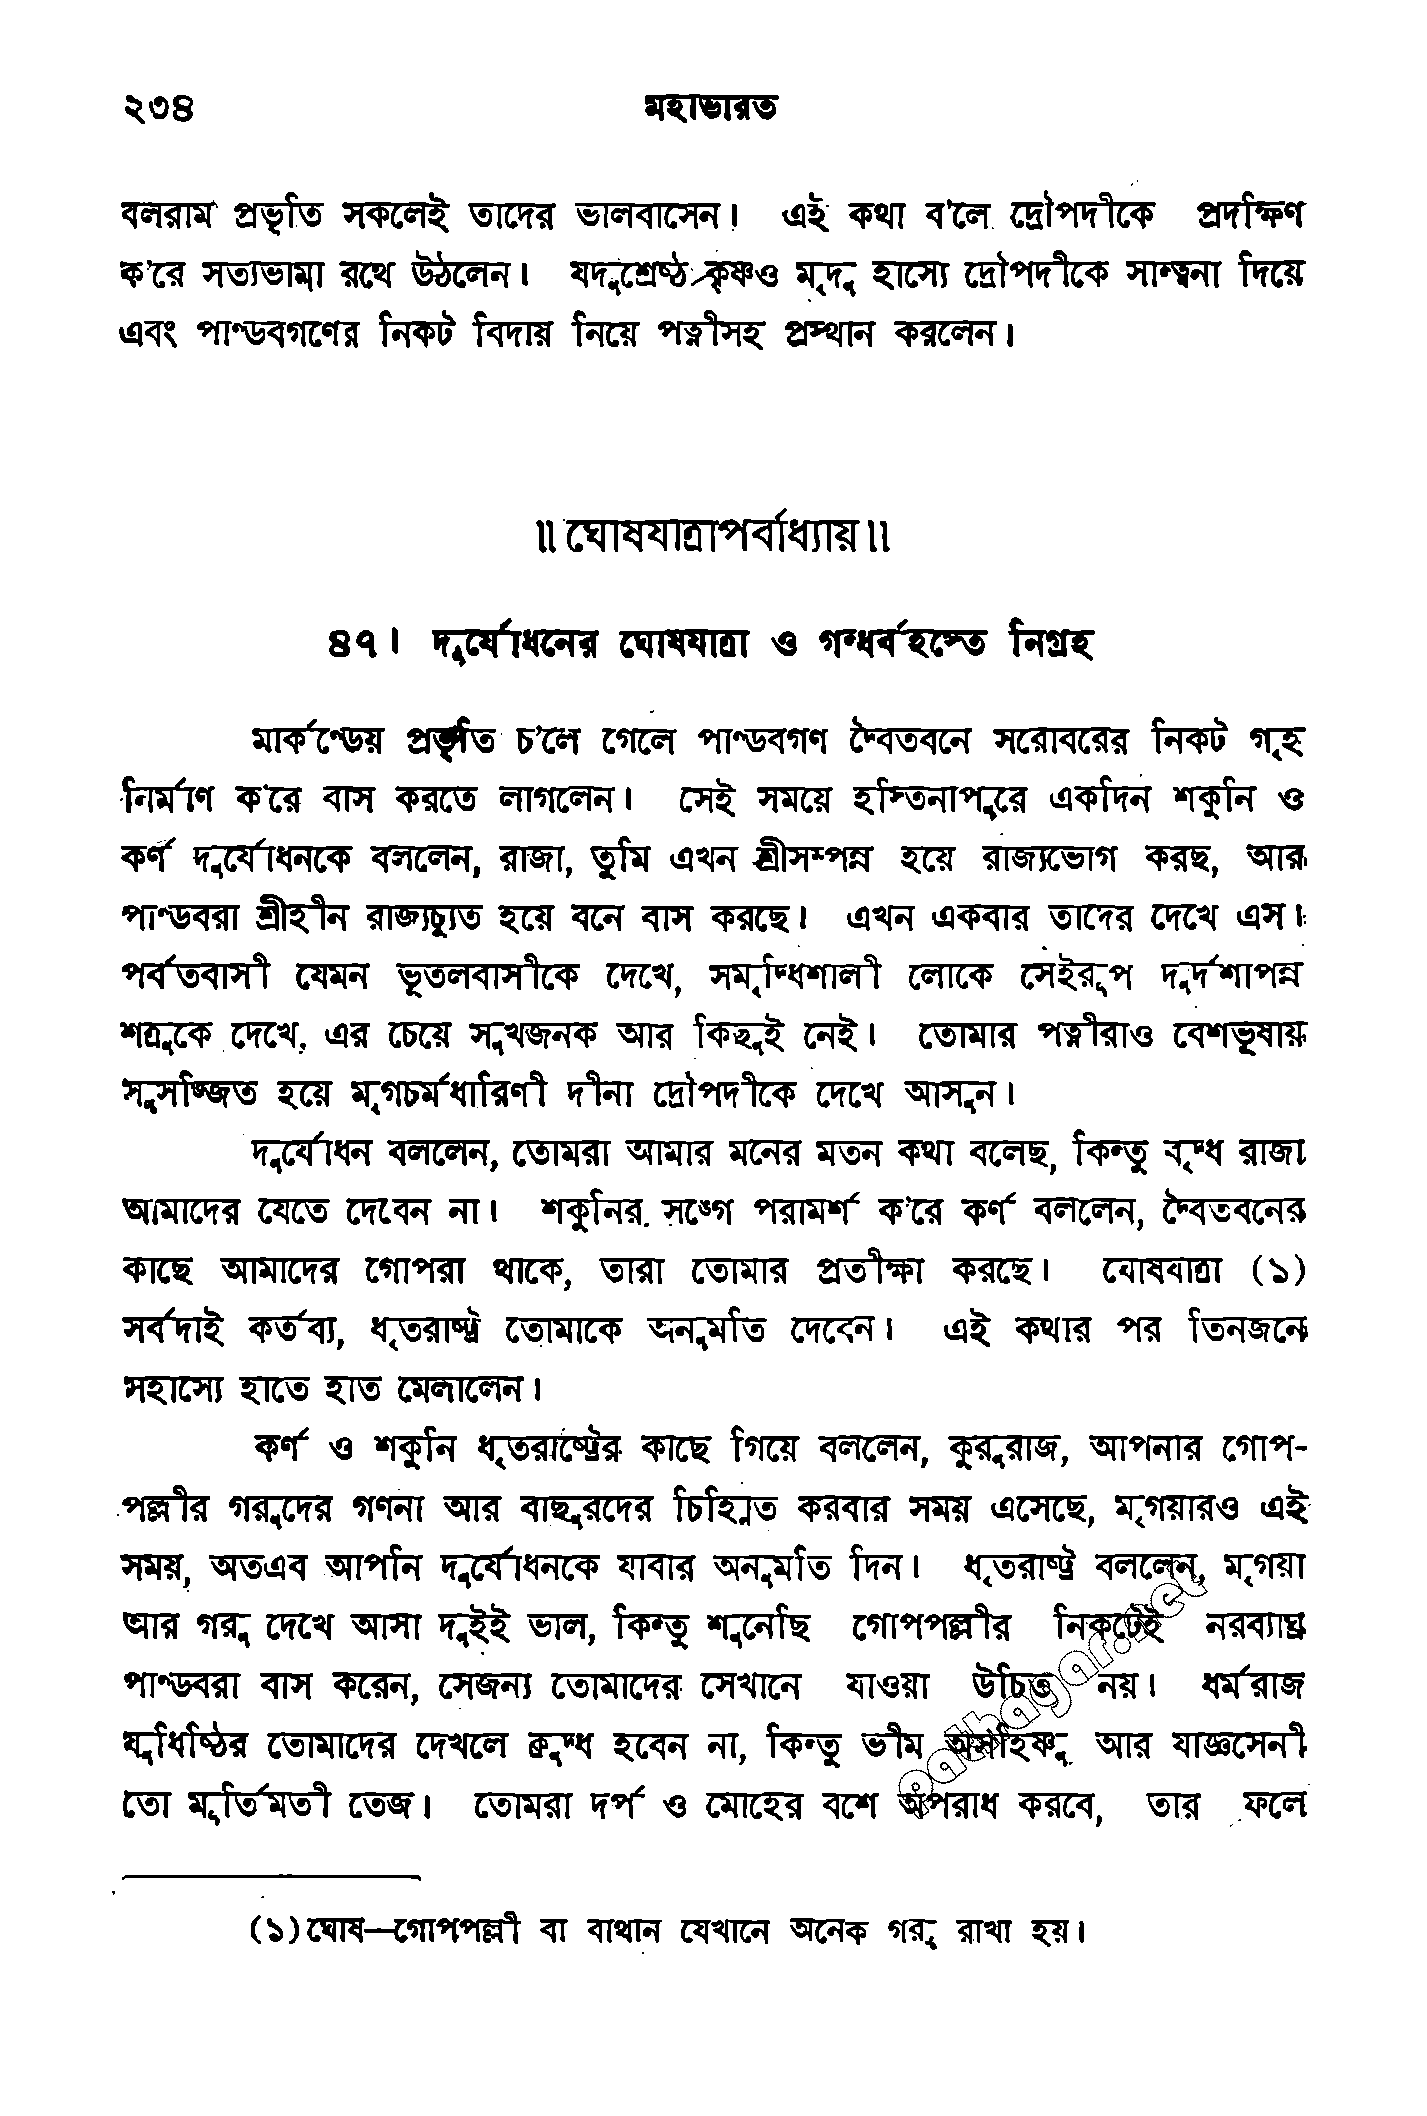 ২৩৪ মহাভারত
বলরাম প্রভৃতি সকলেই তাদের ভালবাসেন। এই কথা ব'লে দ্রৌপদীকে প্রদক্ষিণ
ক'রে সত্যভামা রথে উঠলেন। যদুশ্রেষ্ঠ কৃষ্ণও মৃদু হাস্যে দ্রৌপদীকে সান্ত্বনা দিয়ে
এবং পাণ্ডবগণের নিকট বিদায় নিয়ে পত্নীসহ প্রস্থান করলেন।
॥ ঘোষযাত্রাপর্বাধ্যায় ॥
৪৭। দুর্যোধনের ঘোষযাত্রা ও গন্ধর্বহস্তে নিগ্রহ
মার্কণ্ডেয় প্রভৃতি চ'লে গেলে পাণ্ডবগণ দ্বৈতবনে সরোবরের নিকট গৃহ
নির্মাণ ক'রে বাস করতে লাগলেন। সেই সময়ে হস্তিনাপুরে একদিন শকুনি ও
কর্ণ দুর্যোধনকে বললেন, রাজা, তুমি এখন শ্রীসম্পন্ন হয়ে রাজ্যভোগ করছ, আর
পাণ্ডবরা শ্রীহীন রাজ্যচ্যুত হয়ে বনে বাস করছে। এখন একবার তাদের দেখে এস।
পর্বতবাসী যেমন ভূতলবাসীকে দেখে, সমৃদ্ধিশালী লোকে সেইরূপ দুর্দশাপন্ন
শত্রুকে দেখে, এর চেয়ে সুখজনক আর কিছুই নেই। তোমার পত্নীরাও বেশভূষায়
সুসজ্জিত হয়ে মৃগচর্মধারিণী দীনা দ্রৌপদীকে দেখে আসুন।
দুর্যোধন বললেন, তোমরা আমার মনের মতন কথা বলেছ, কিন্তু বৃদ্ধ রাজা
আমাদের যেতে দেবেন না। শকুনির সঙ্গে পরামর্শ ক'রে কর্ণ বললেন, দ্বৈতবনের
কাছে আমাদের গোপরা থাকে, তারা তোমার প্রতীক্ষা করছে। ঘোষযাত্রা (১)
সর্বদাই কর্তব্য, ধৃতরাষ্ট্র তোমাকে অনুমতি দেবেন। এই কথার পর তিনজনে
সহাস্যে হাতে হাত মেলালেন।
কর্ণ ও শকুনি ধৃতরাষ্ট্রের কাছে গিয়ে বললেন, কুরুরাজ, আপনার গোপ-
পল্লীর গরুদের গণনা আর বাছুরদের চিহ্নিত করবার সময় এসেছে, মৃগয়ারও এই
সময়, অতএব আপনি দুর্যোধনকে যাবার অনুমতি দিন। ধৃতরাষ্ট্র বললেন, মৃগয়া
আর গরু দেখে আসা দুইই ভাল, কিন্তু শুনেছি গোপপল্লীর নিকটেই নরব্যাঘ্র
পাণ্ডবরা বাস করেন, সেজন্য তোমাদের সেখানে যাওয়া উচিত নয়। ধর্মরাজ
যুধিষ্ঠির তোমাদের দেখলে ক্রুদ্ধ হবেন না, কিন্তু ভীম অসহিষ্ণু আর যাজ্ঞসেনী
তো মূর্তিমতী তেজ। তোমরা দর্প ও মোহের বশে অপরাধ করবে, তার ফলে
(১) ঘোষ—গোপপল্লী বা বাথান যেখানে অনেক গরু রাখা হয়।
pathagar.net